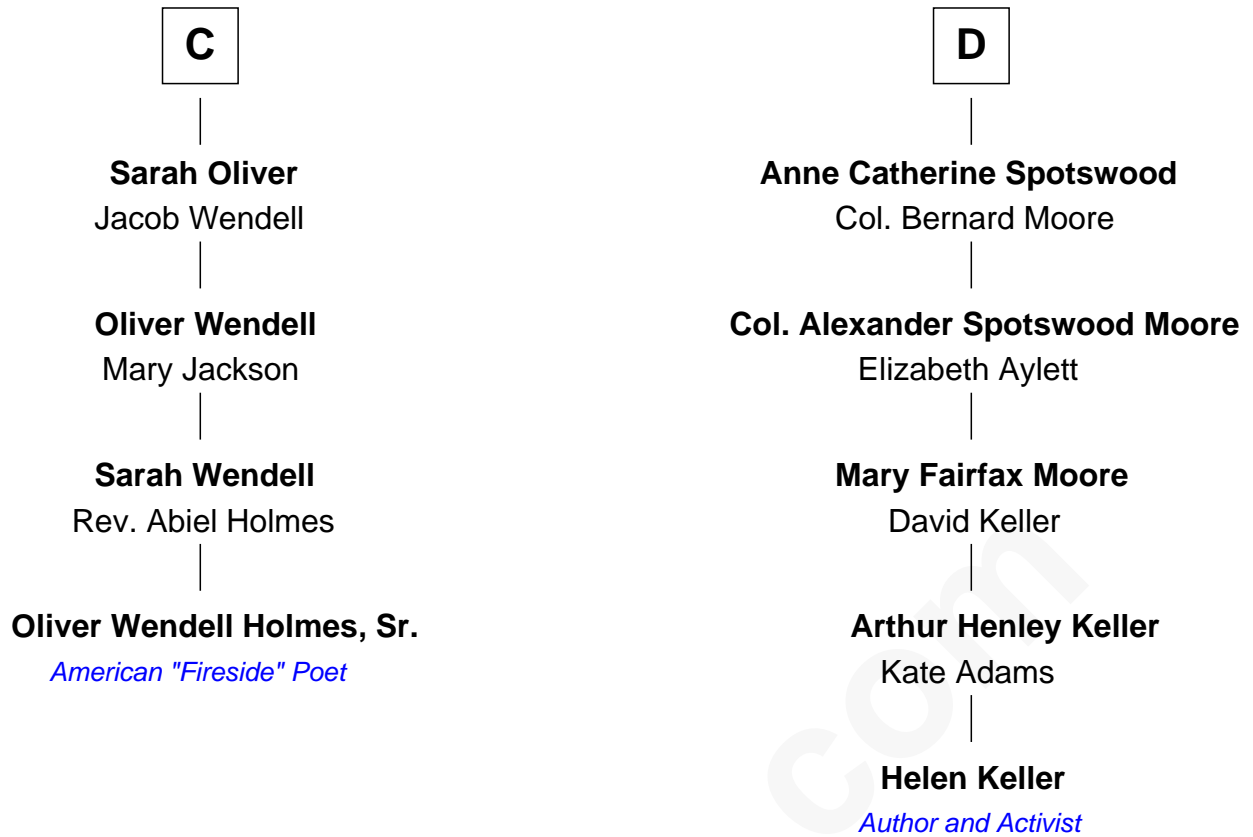 C
Sarah Oliver
Jacob Wendell
Oliver Wendell
Mary Jackson
Sarah Wendell
Rev. Abiel Holmes
Oliver Wendell Holmes, Sr.
American "Fireside" Poet
D
Anne Catherine Spotswood
Col. Bernard Moore
Col. Alexander Spotswood Moore
Elizabeth Aylett
Mary Fairfax Moore
David Keller
Arthur Henley Keller
Kate Adams
Helen Keller
Author and Activist
com